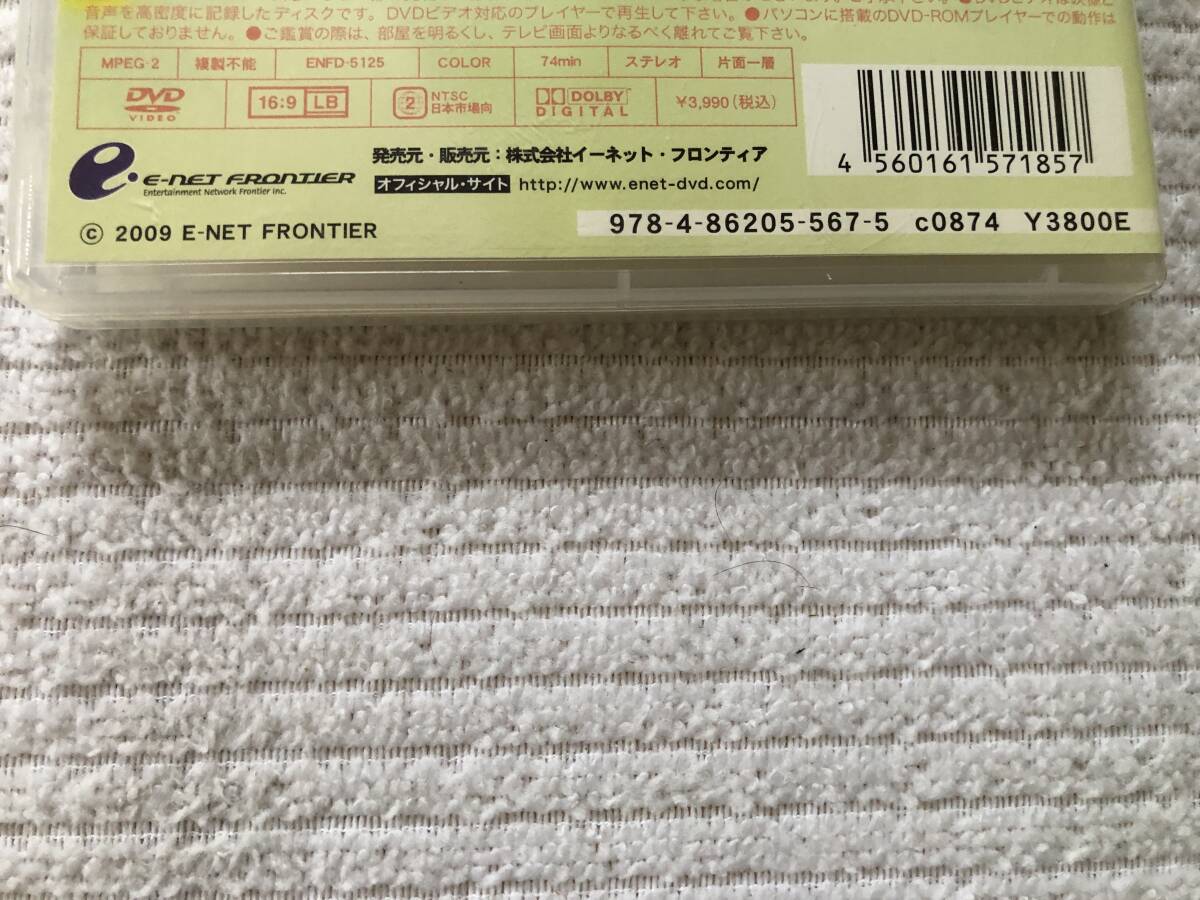 音声を高密度に記録したディスクです。DVDビデオ対応のプレイヤーで再生して下さい。●パソコンに搭載のDVD-ROMプレイヤーでの動作は
保証しておりません。●ご鑑賞の際は、部屋を明るくし、テレビ画面よりなるべく離れてご覧下さい。
MPEG-2 複製不能 ENFD-5125 COLOR 74min ステレオ 片面一層
DVD VIDEO 16:9 LB 2 NTSC 日本市場向 DOLBY DIGITAL ¥3,990(税込)
4 560161 571857
e E-NET FRONTIER
Entertainment Network Frontier Inc.
発売元・販売元:株式会社イーネット・フロンティア
オフィシャル・サイト http://www.enet-dvd.com/
© 2009 E-NET FRONTIER
978-4-86205-567-5 C0874 Y3800E